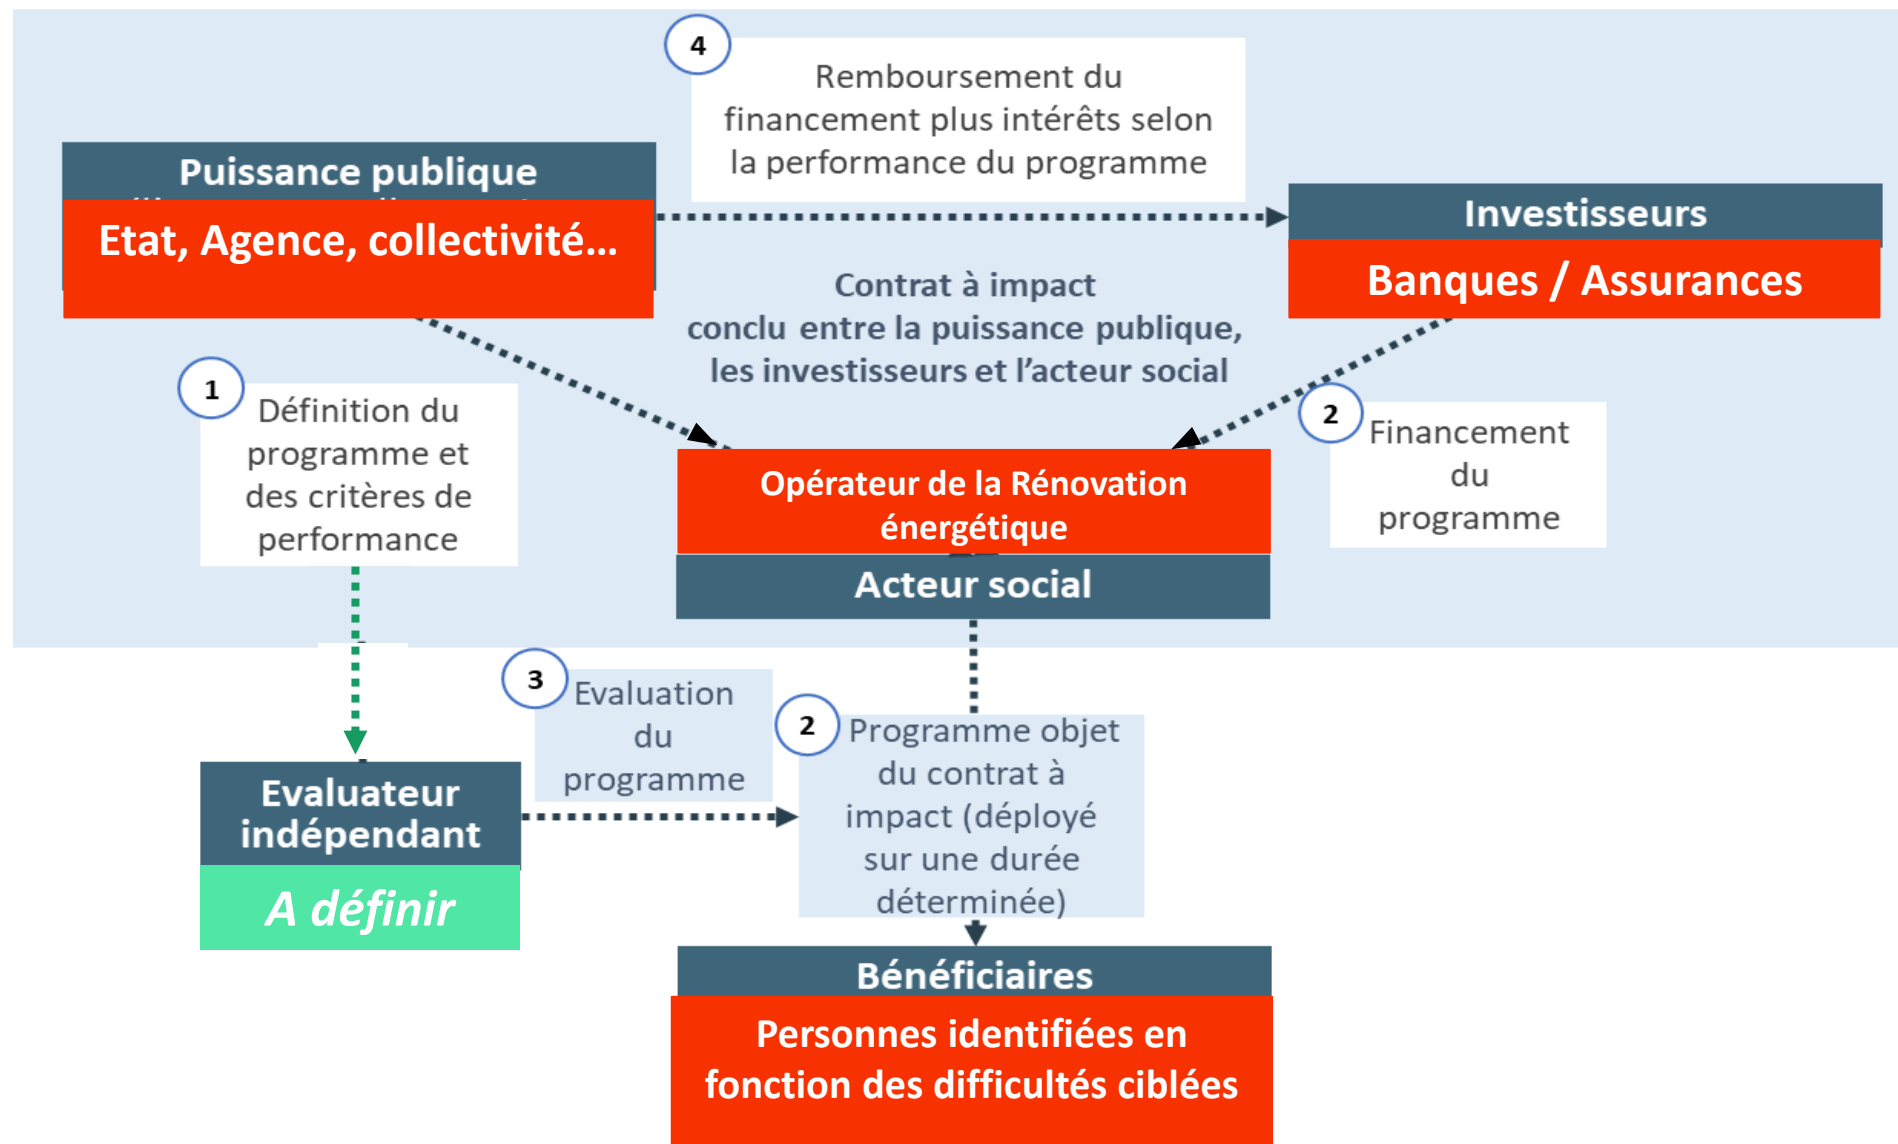 4
Remboursement du
financement plus intérêts selon
la performance du programme
Puissance publique
Etat, Agence, collectivité...
Investisseurs
Banques / Assurances
Contrat à impact
conclu entre la puissance publique,
les investisseurs et l'acteur social
1
Définition du
programme et
des critères de
performance
2
Financement
du
programme
Opérateur de la Rénovation
énergétique
Acteur social
3
Evaluation
du
programme
2
Programme objet
du contrat à
impact (déployé
sur une durée
déterminée)
Evaluateur
indépendant
A définir
Bénéficiaires
Personnes identifiées en
fonction des difficultés ciblées